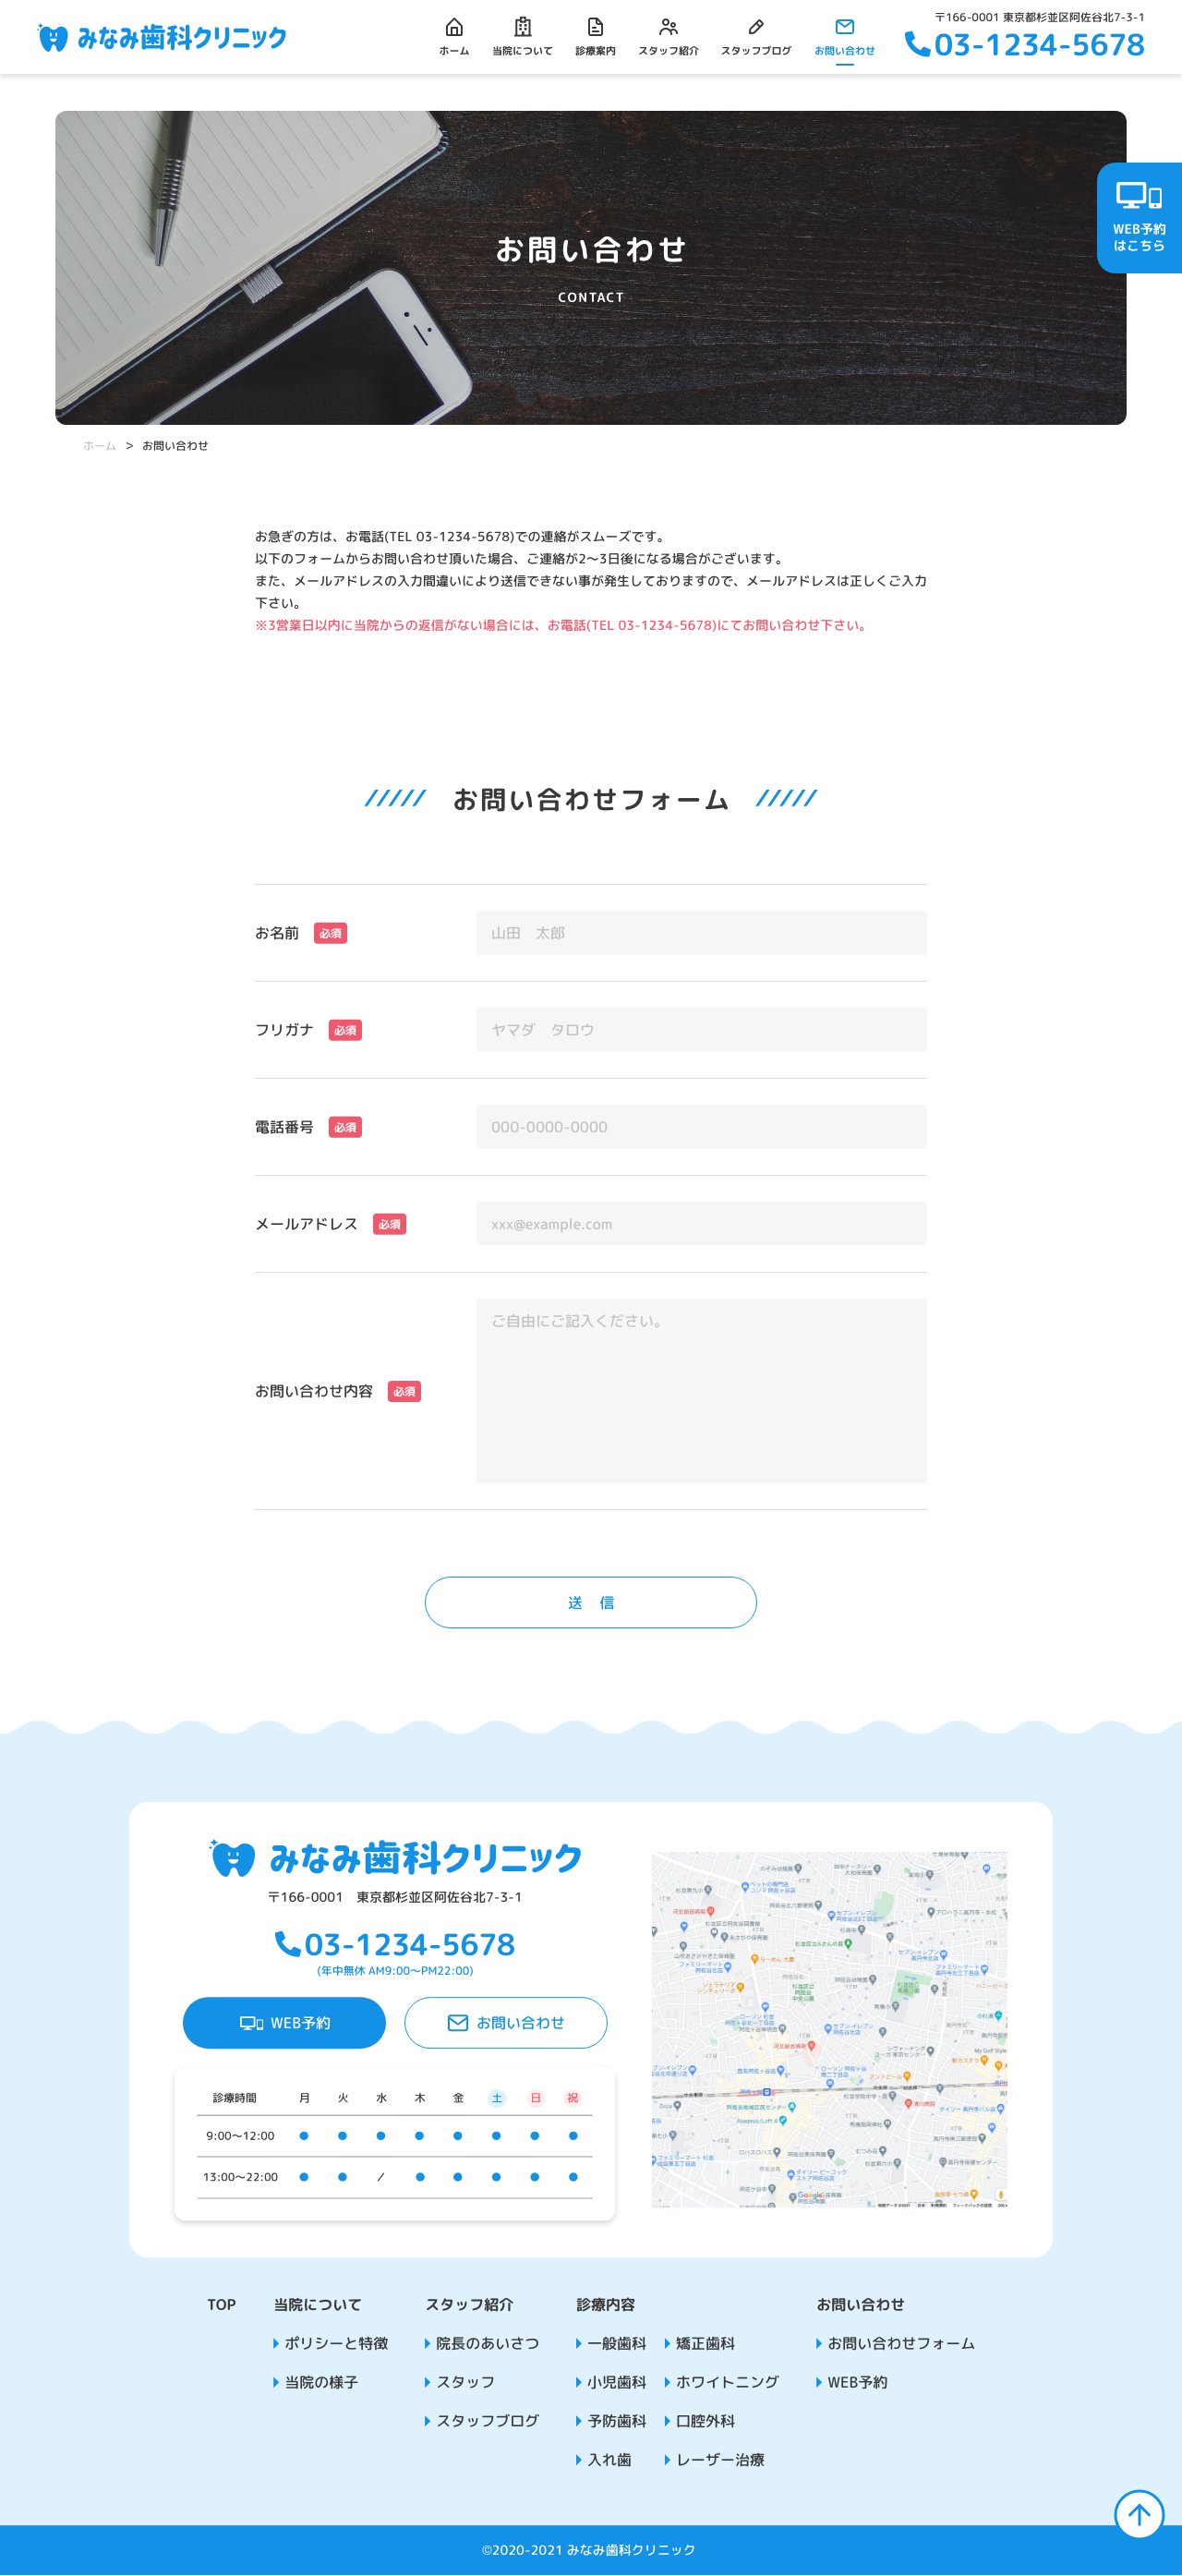 みなみ歯科クリニック
ホーム
当院について
診療案内
スタッフ紹介
スタッフブログ
お問い合わせ
〒166-0001 東京都杉並区阿佐谷北7-3-1
03-1234-5678
WEB予約
はこちら
お問い合わせ
CONTACT
ホーム > お問い合わせ
お急ぎの方は、お電話(TEL 03-1234-5678)での連絡がスムーズです。
以下のフォームからお問い合わせ頂いた場合、ご連絡が2〜3日後になる場合がございます。
また、メールアドレスの入力間違いにより送信できない事が発生しておりますので、メールアドレスは正しくご入力
下さい。
※3営業日以内に当院からの返信がない場合には、お電話(TEL 03-1234-5678)にてお問い合わせ下さい。
お問い合わせフォーム
お名前 必須 山田　太郎
フリガナ 必須 ヤマダ　タロウ
電話番号 必須 000-0000-0000
メールアドレス 必須 xxx@example.com
お問い合わせ内容 必須 ご自由にご記入ください。
送　信
みなみ歯科クリニック
〒166-0001　東京都杉並区阿佐谷北7-3-1
03-1234-5678
(年中無休 AM9:00〜PM22:00)
WEB予約
お問い合わせ
診療時間 月 火 水 木 金 土 日 祝
9:00〜12:00 ● ● ● ● ● ● ● ●
13:00〜22:00 ● ● ／ ● ● ● ● ●
TOP
当院について
ポリシーと特徴
当院の様子
スタッフ紹介
院長のあいさつ
スタッフ
スタッフブログ
診療内容
一般歯科
小児歯科
予防歯科
入れ歯
矯正歯科
ホワイトニング
口腔外科
レーザー治療
お問い合わせ
お問い合わせフォーム
WEB予約
©2020-2021 みなみ歯科クリニック